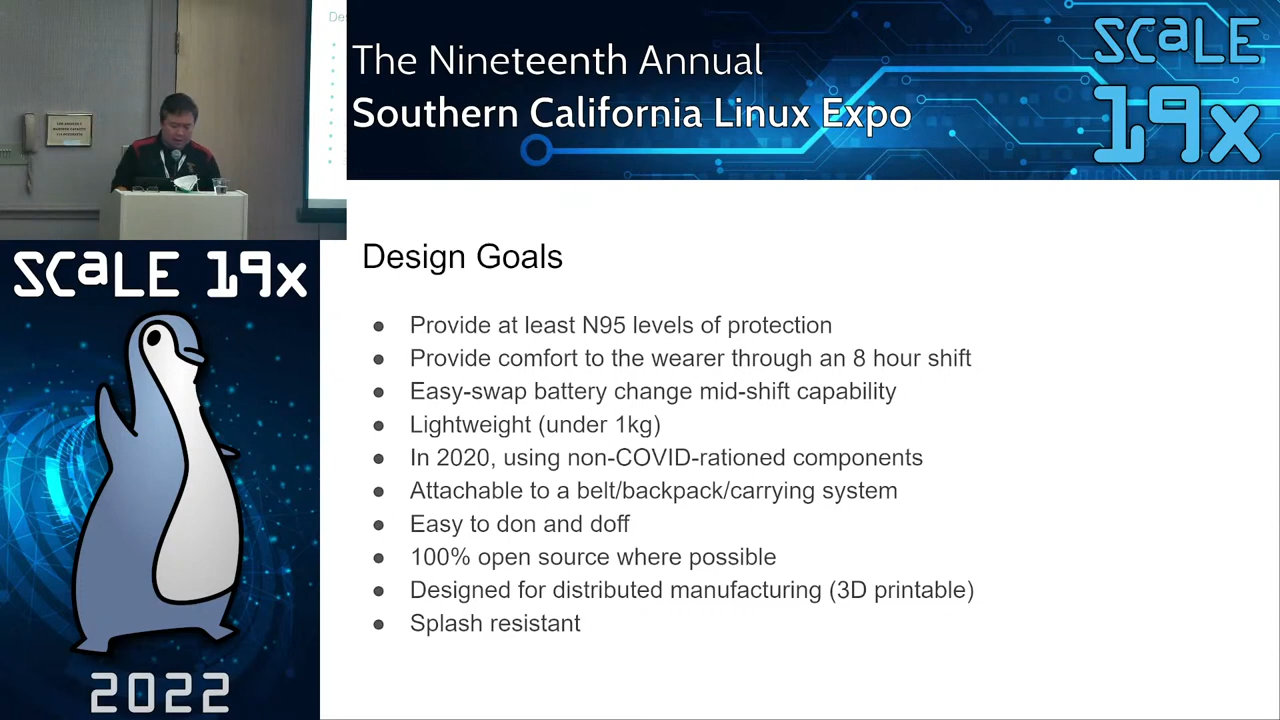 Des
The Nineteenth Annual
Southern California Linux Expo
SCaLE
19x
SCaLE 19x
2022
Design Goals
● Provide at least N95 levels of protection
● Provide comfort to the wearer through an 8 hour shift
● Easy-swap battery change mid-shift capability
● Lightweight (under 1kg)
● In 2020, using non-COVID-rationed components
● Attachable to a belt/backpack/carrying system
● Easy to don and doff
● 100% open source where possible
● Designed for distributed manufacturing (3D printable)
● Splash resistant